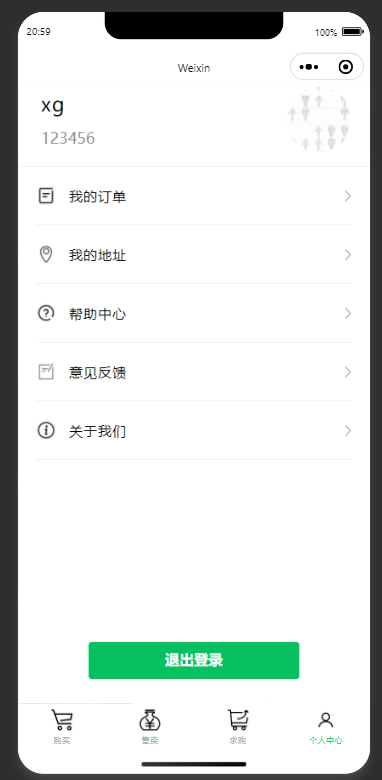 20:59
100%
Weixin
xg
123456
我的订单
我的地址
帮助中心
意见反馈
关于我们
退出登录
购买
售卖
求购
个人中心